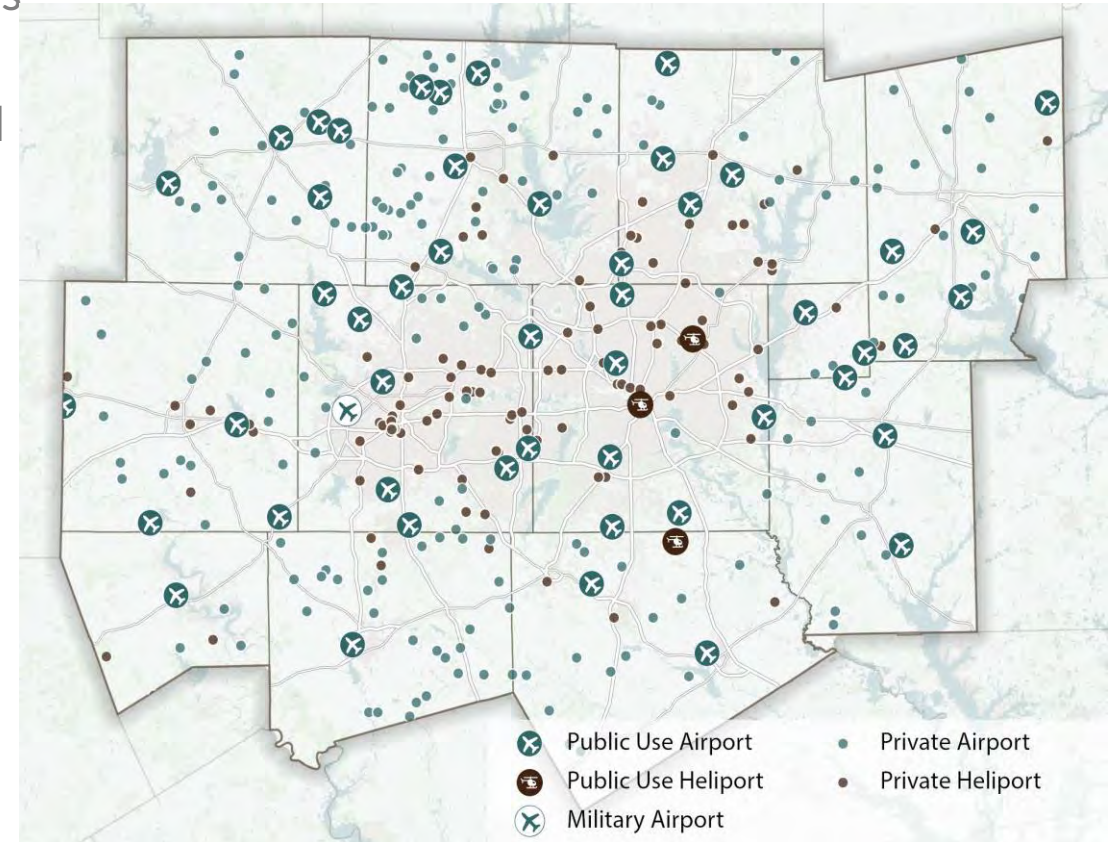 Public Use Airport
Public Use Heliport
Military Airport
Private Airport
Private Heliport